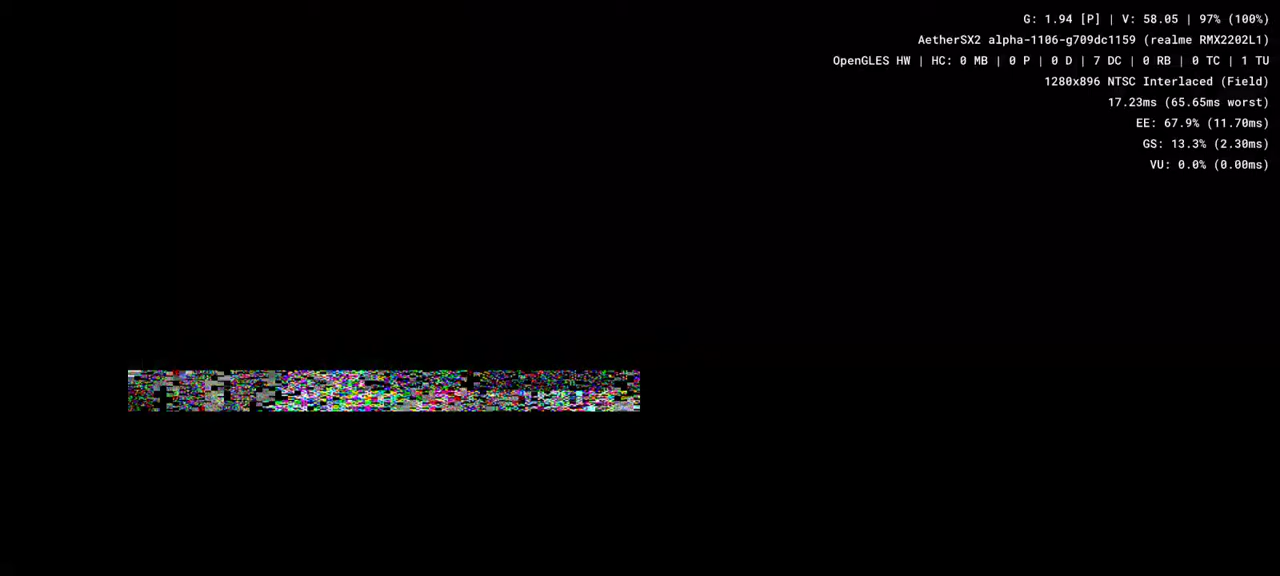 G: 1.94 [P] | V: 58.05 | 97% (100%)
AetherSX2 alpha-1106-g709dc1159 (realme RMX2202L1)
OpenGLES HW | HC: 0 MB | 0 P | 0 D | 7 DC | 0 RB | 0 TC | 1 TU
1280x896 NTSC Interlaced (Field)
17.23ms (65.65ms worst)
EE: 67.9% (11.70ms)
GS: 13.3% (2.30ms)
VU: 0.0% (0.00ms)